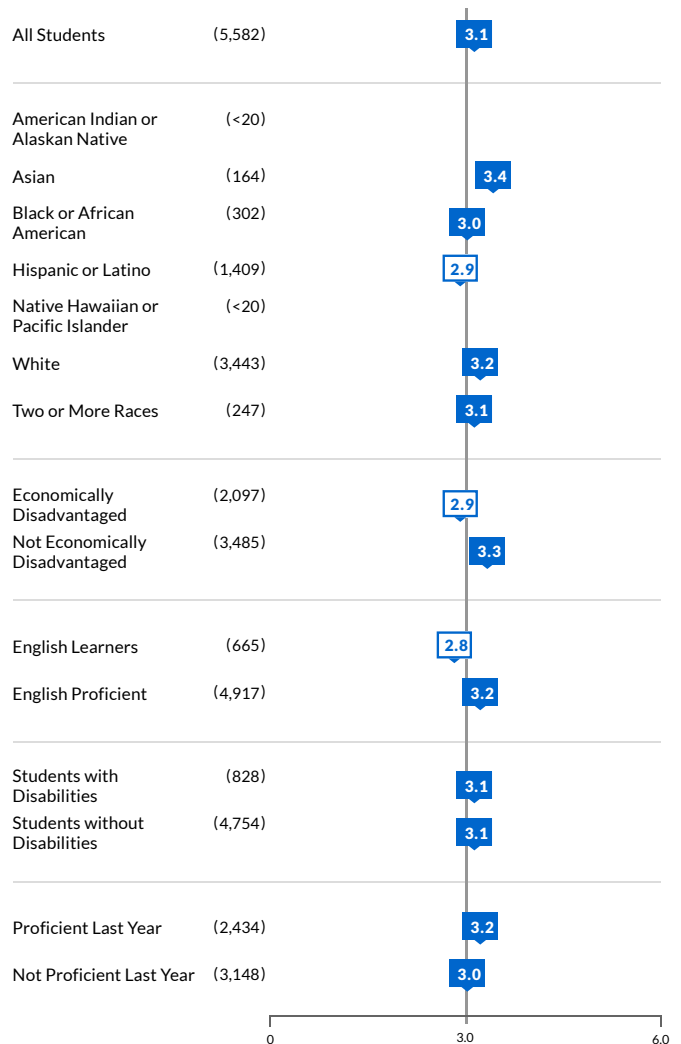 All Students (5,582) 3.1
American Indian or (<20)
Alaskan Native
Asian (164) 3.4
Black or African (302) 3.0
American
Hispanic or Latino (1,409) 2.9
Native Hawaiian or (<20)
Pacific Islander
White (3,443) 3.2
Two or More Races (247) 3.1
Economically (2,097) 2.9
Disadvantaged
Not Economically (3,485) 3.3
Disadvantaged
English Learners (665) 2.8
English Proficient (4,917) 3.2
Students with (828) 3.1
Disabilities
Students without (4,754) 3.1
Disabilities
Proficient Last Year (2,434) 3.2
Not Proficient Last Year (3,148) 3.0
0 3.0 6.0